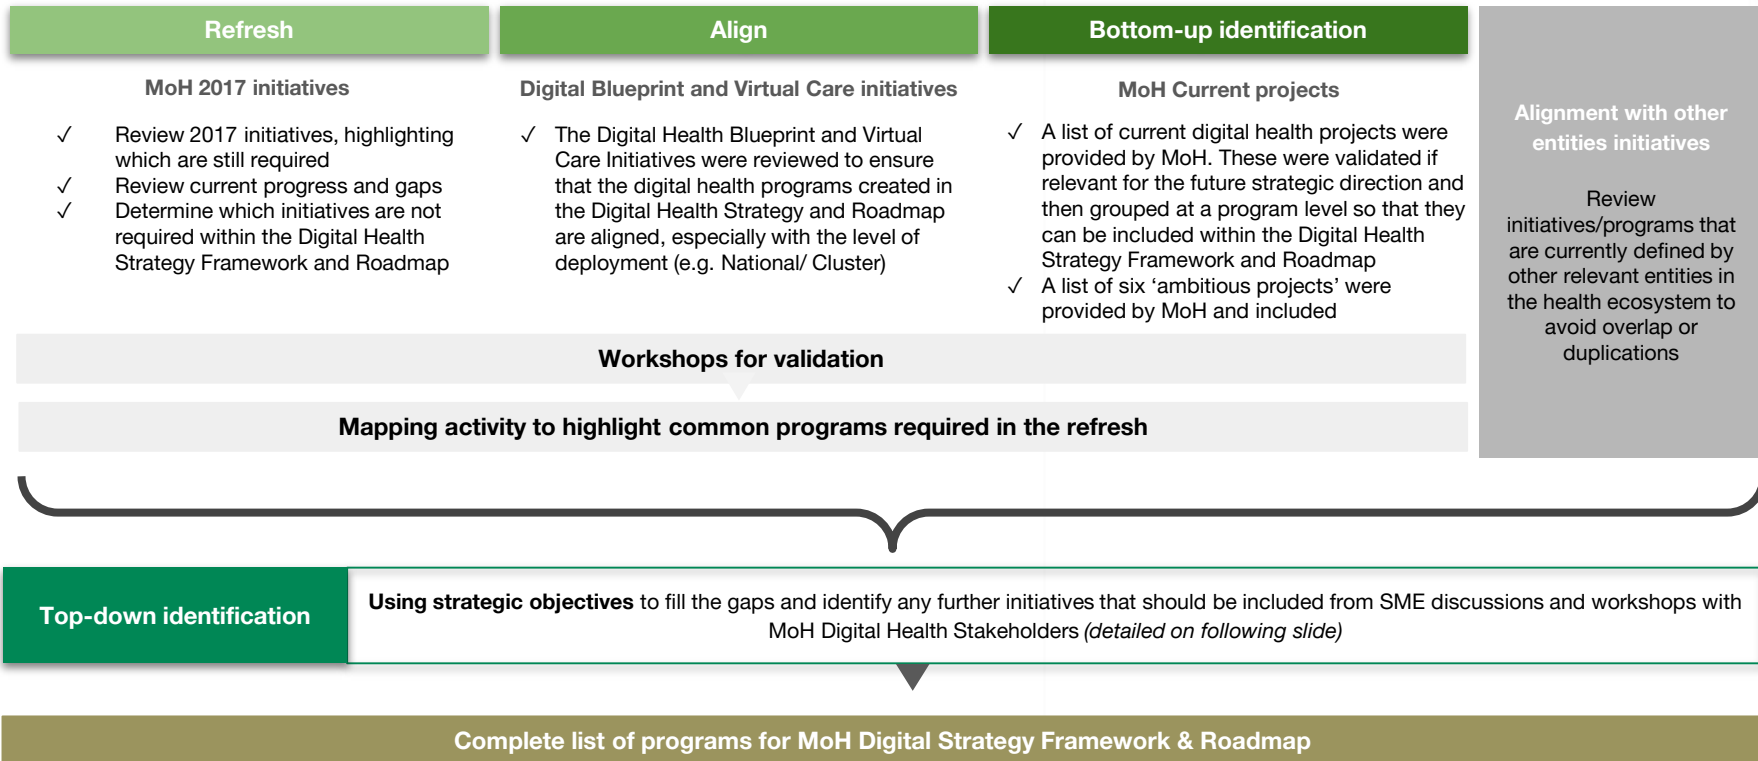 Refresh
MoH 2017 initiatives
✓ Review 2017 initiatives, highlighting
which are still required
✓ Review current progress and gaps
✓ Determine which initiatives are not
required within the Digital Health
Strategy Framework and Roadmap
Align
Digital Blueprint and Virtual Care initiatives
✓ The Digital Health Blueprint and Virtual
Care Initiatives were reviewed to ensure
that the digital health programs created in
the Digital Health Strategy and Roadmap
are aligned, especially with the level of
deployment (e.g. National/ Cluster)
Bottom-up identification
MoH Current projects
✓ A list of current digital health projects were
provided by MoH. These were validated if
relevant for the future strategic direction and
then grouped at a program level so that they
can be included within the Digital Health
Strategy Framework and Roadmap
✓ A list of six ‘ambitious projects’ were
provided by MoH and included
Alignment with other
entities initiatives
Review
initiatives/programs that
are currently defined by
other relevant entities in
the health ecosystem to
avoid overlap or
duplications
Workshops for validation
Mapping activity to highlight common programs required in the refresh
Top-down identification
Using strategic objectives to fill the gaps and identify any further initiatives that should be included from SME discussions and workshops with
MoH Digital Health Stakeholders (detailed on following slide)
Complete list of programs for MoH Digital Strategy Framework & Roadmap